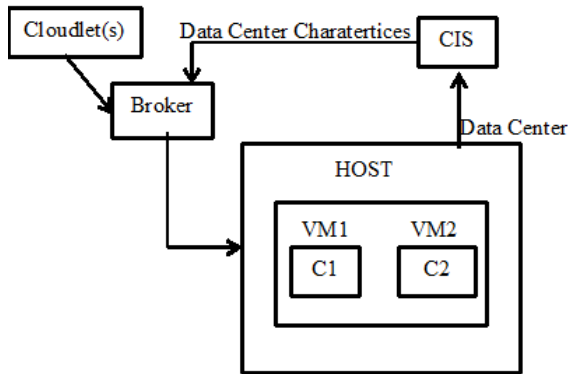 Cloudlet(s)
Data Center Charatertices
CIS
Broker
Data Center
HOST
VM1
VM2
C1
C2